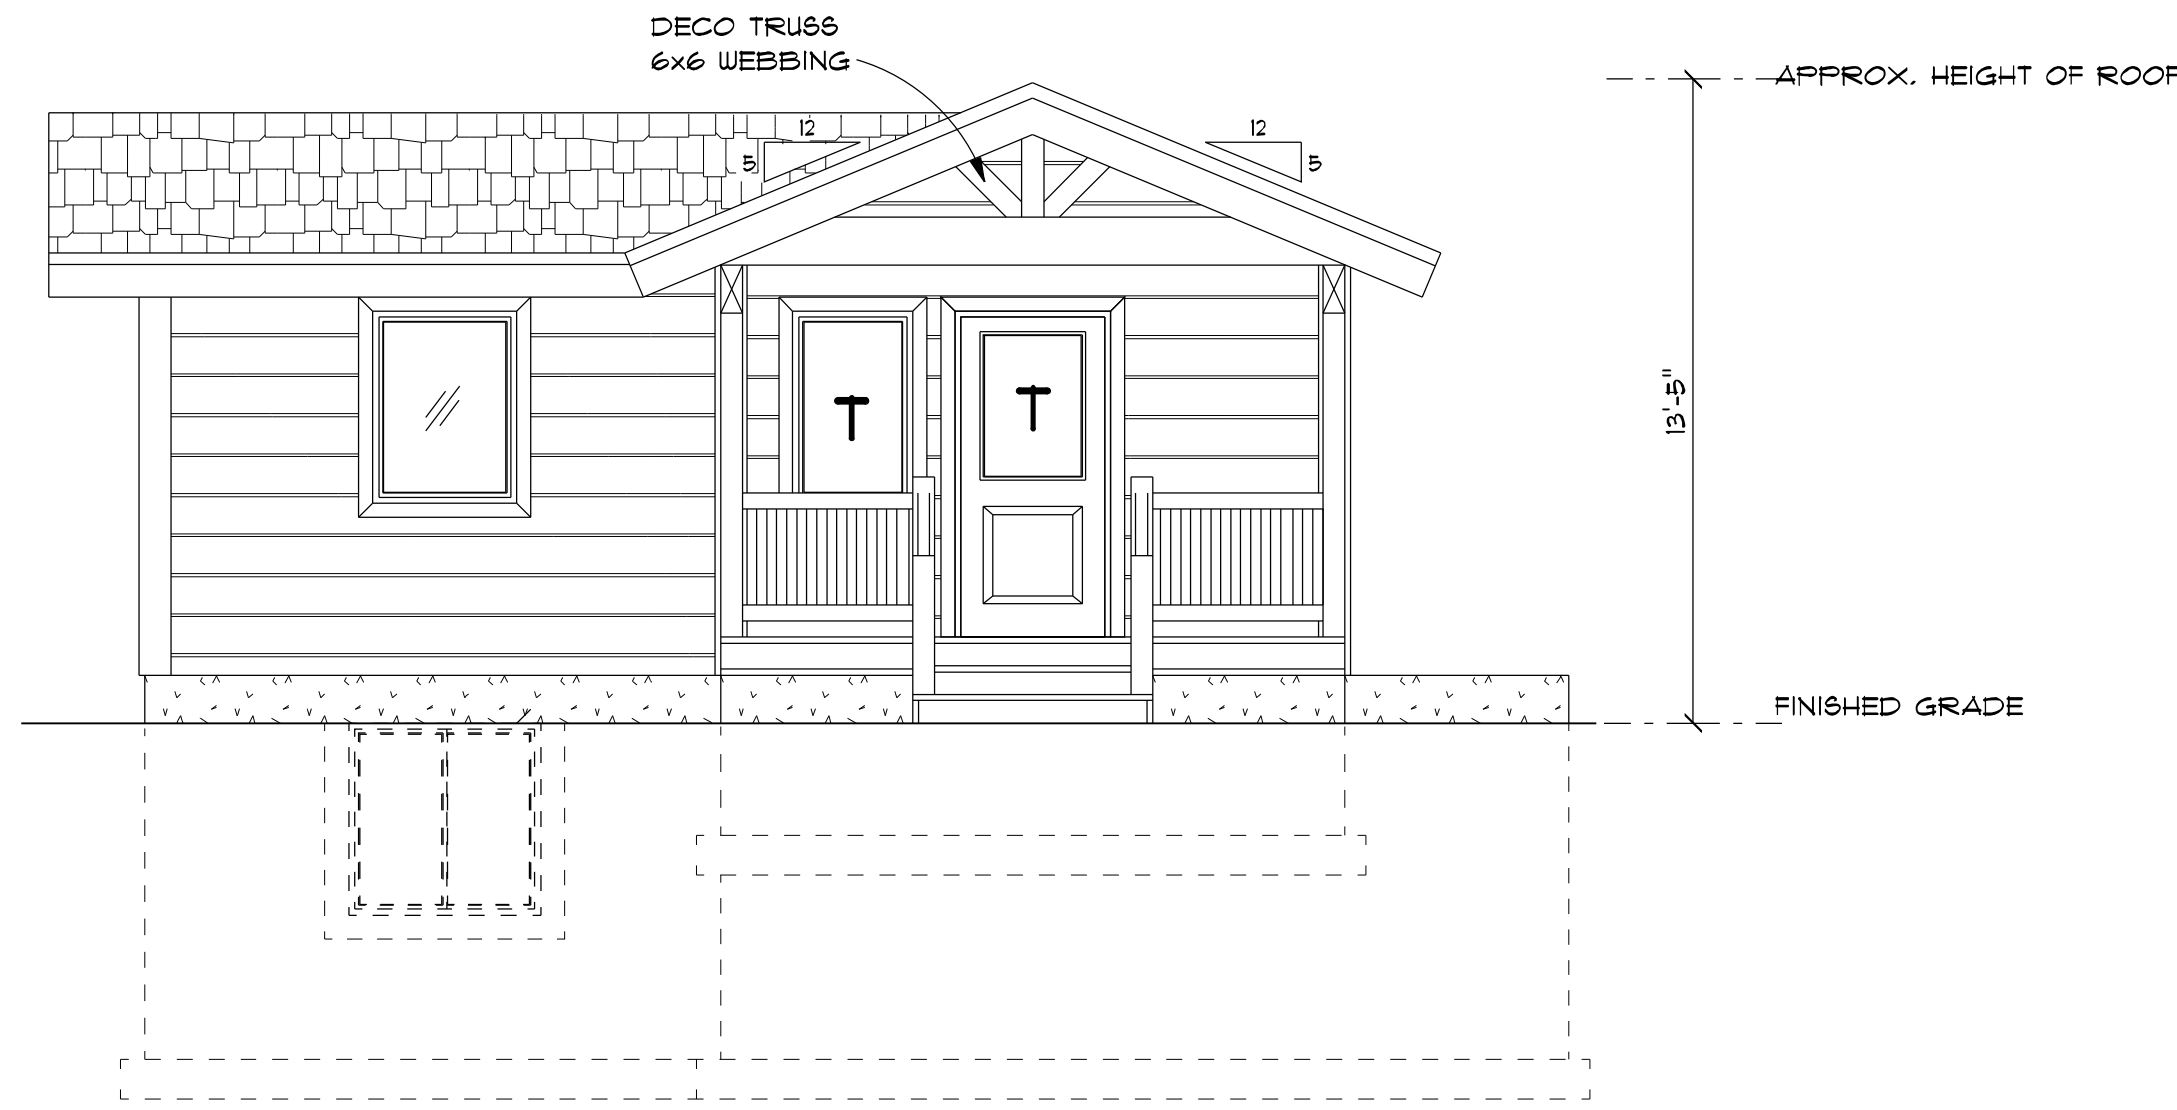 DECO TRUSS
6x6 WEBBING
APPROX. HEIGHT OF ROOF
12
5
12
5
T
T
13'-5"
FINISHED GRADE